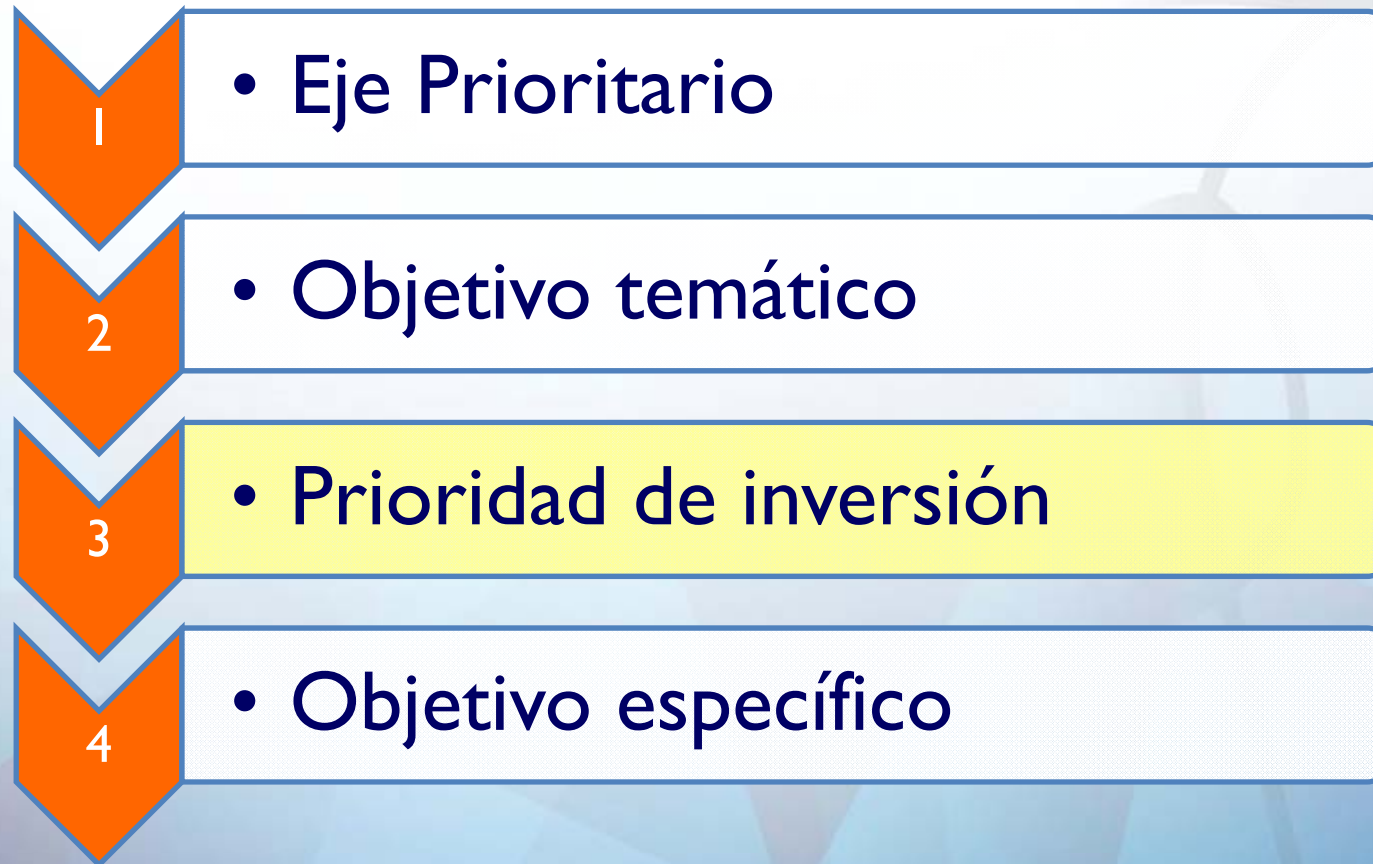 1
• Eje Prioritario
2
• Objetivo temático
3
• Prioridad de inversión
4
• Objetivo específico